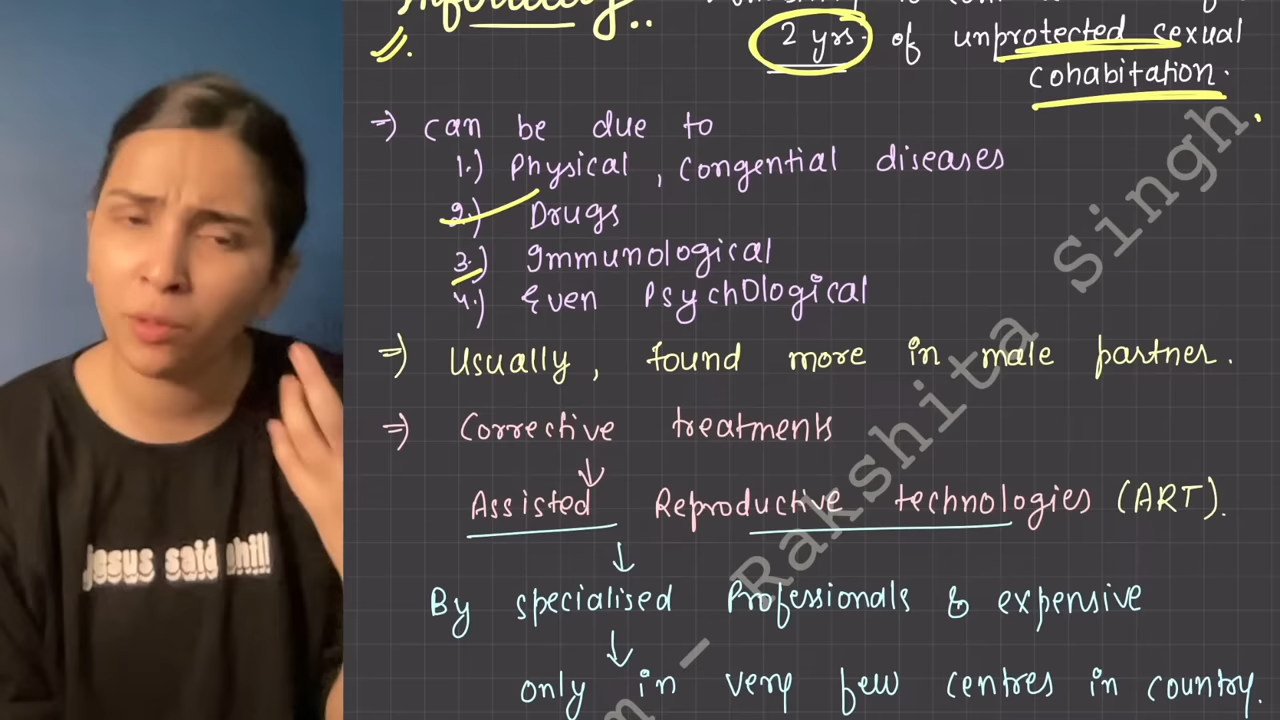 Infertility..
2 yrs. of unprotected sexual
cohabitation.
=> can be due to
1.) Physical, Congential diseases
2.) Drugs
3.) Immunological
4.) Even Psychological
=> Usually, found more in male partner.
=> Corrective treatments
Assisted Reproductive technologies (ART).
By specialised Professionals & expensive
only in very few centres in country.
Rakshita Singh
Jesus said chill